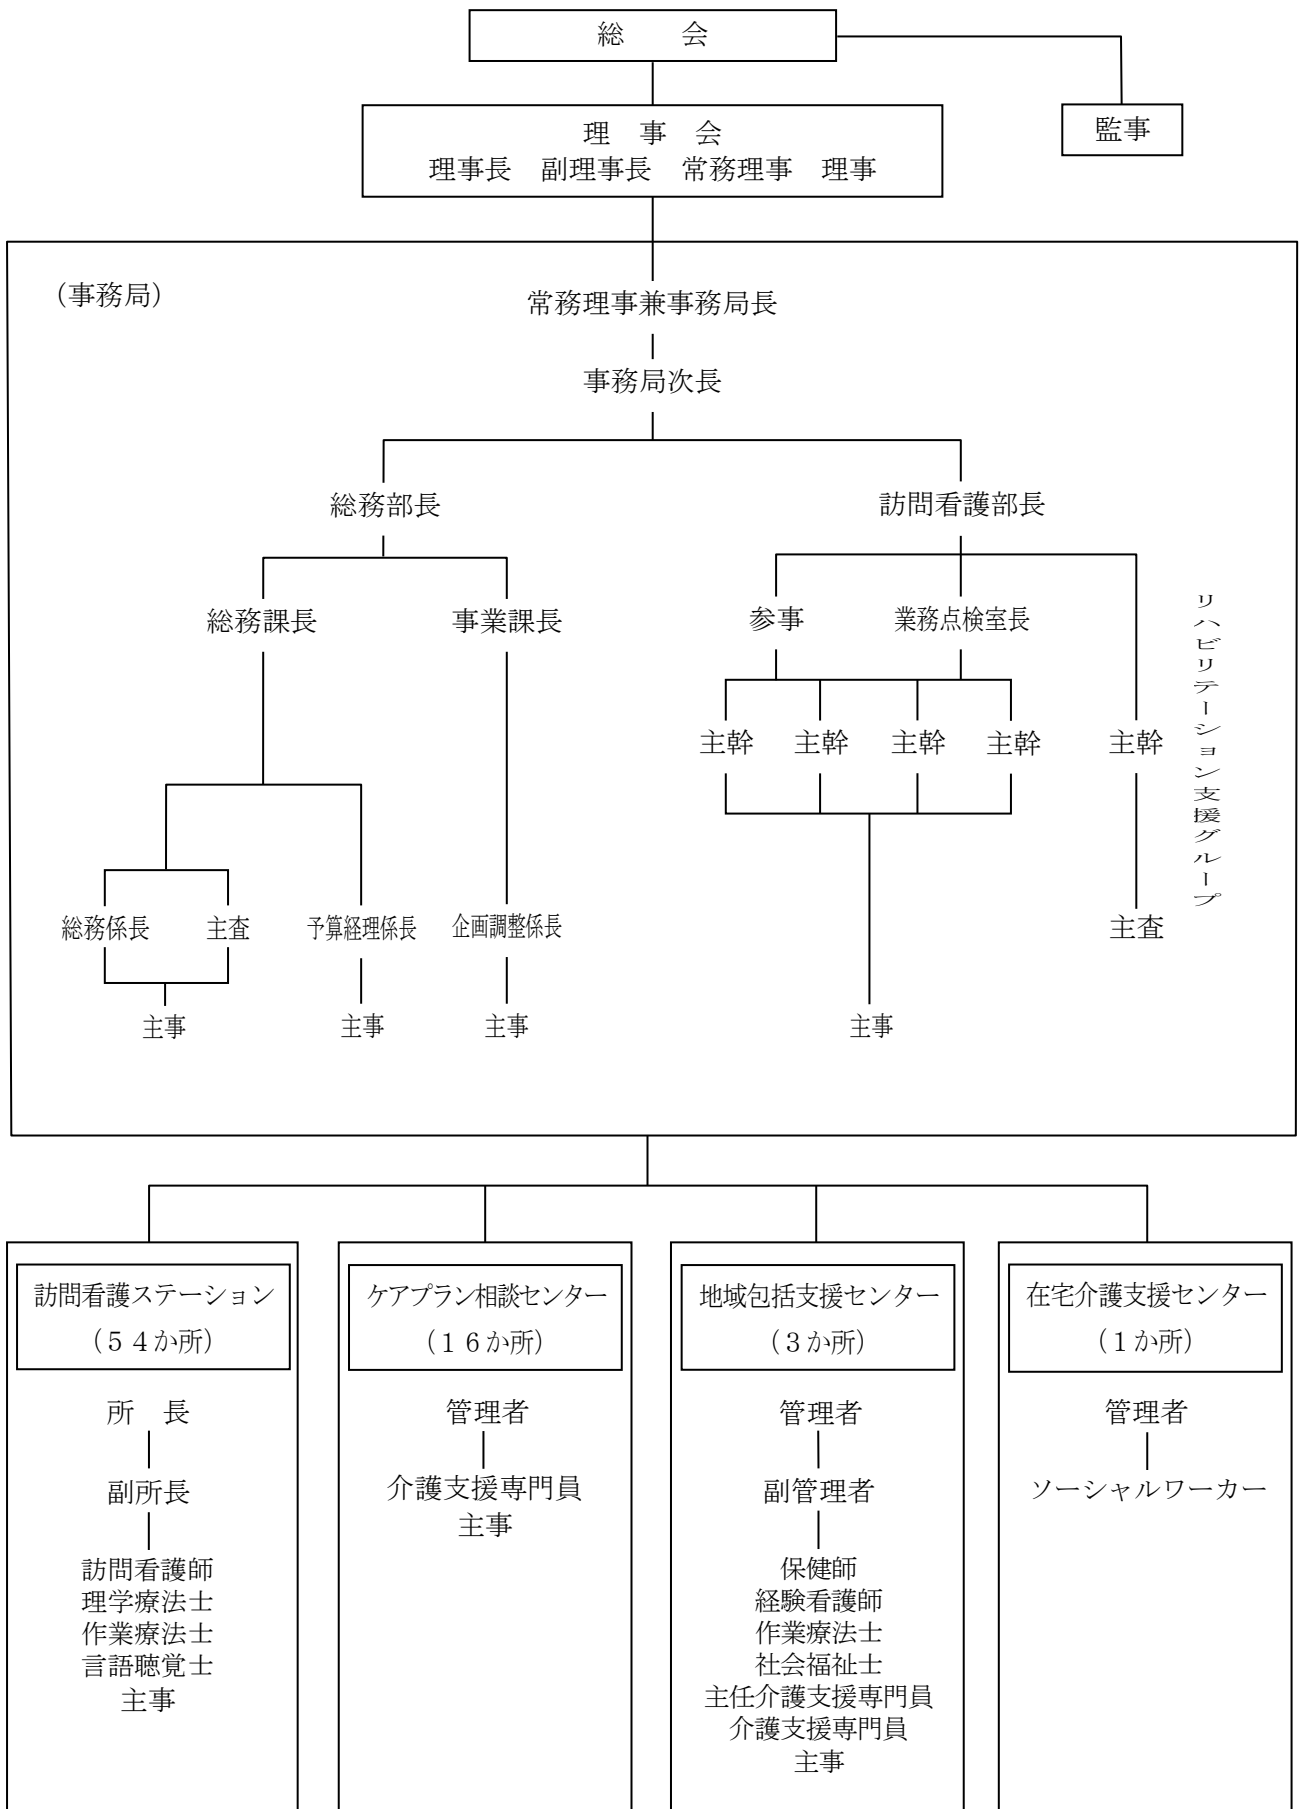 総　　会
監事
理　事　会
理事長　副理事長　常務理事　理事
（事務局）
常務理事兼事務局長
事務局次長
総務部長
訪問看護部長
総務課長
事業課長
参事
業務点検室長
リハビリテーション支援グループ
主幹
主幹
主幹
主幹
主幹
総務係長
主査
予算経理係長
企画調整係長
主査
主事
主事
主事
主事
訪問看護ステーション
（５４か所）
所　長
副所長
訪問看護師
理学療法士
作業療法士
言語聴覚士
主事
ケアプラン相談センター
（１６か所）
管理者
介護支援専門員
主事
地域包括支援センター
（３か所）
管理者
副管理者
保健師
経験看護師
作業療法士
社会福祉士
主任介護支援専門員
介護支援専門員
主事
在宅介護支援センター
（１か所）
管理者
ソーシャルワーカー